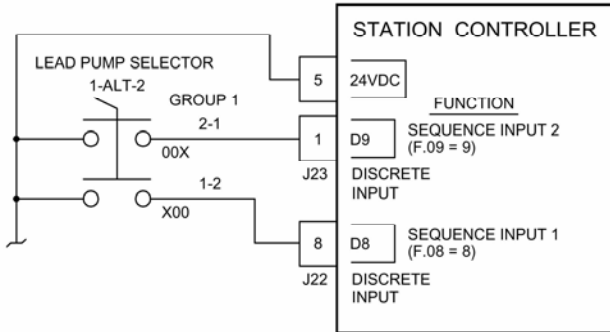 STATION CONTROLLER
LEAD PUMP SELECTOR
1-ALT-2
GROUP 1
5
24VDC
FUNCTION
2-1
1
D9
SEQUENCE INPUT 2
(F.09 = 9)
00X
J23
DISCRETE
INPUT
1-2
X00
8
D8
SEQUENCE INPUT 1
(F.08 = 8)
J22
DISCRETE
INPUT